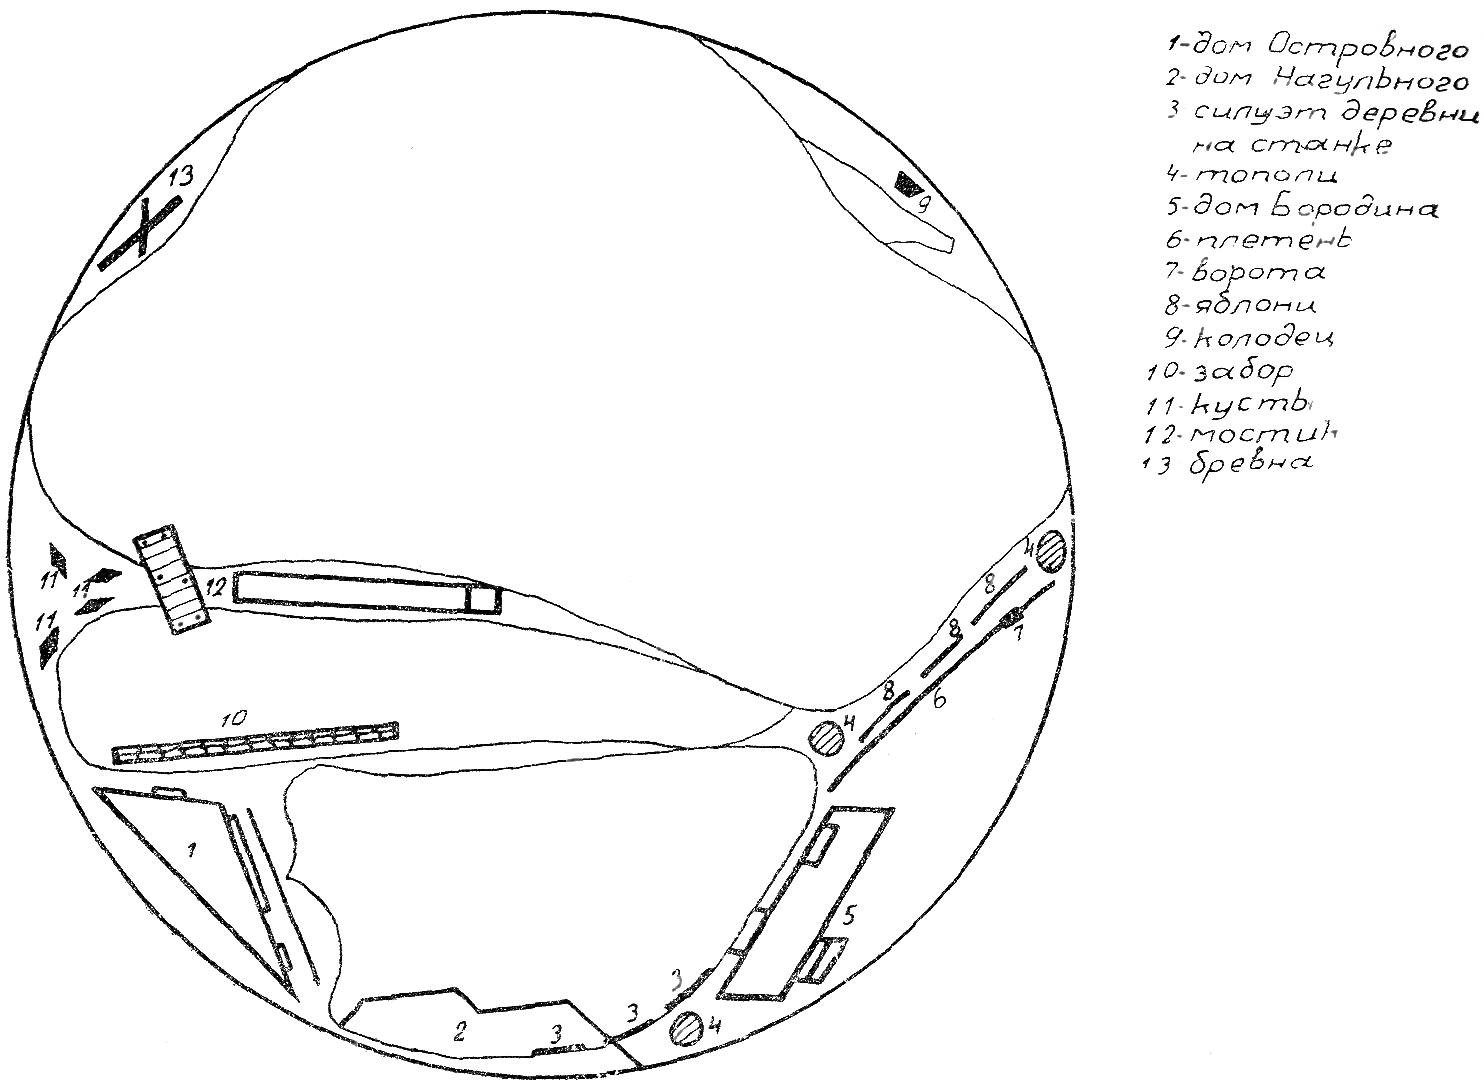 1-дом Островного
2-дом Нагульного
3 силуэт деревни
на станке
4-тополи
5-дом Бородина
6-плетень
7-ворота
8-яблони
9-колодец
10-забор
11-кусты
12-мостик
13 бревна
13
9
4
11
11
12
8
11
8
7
8
6
10
4
1
5
3
3
2
3
4